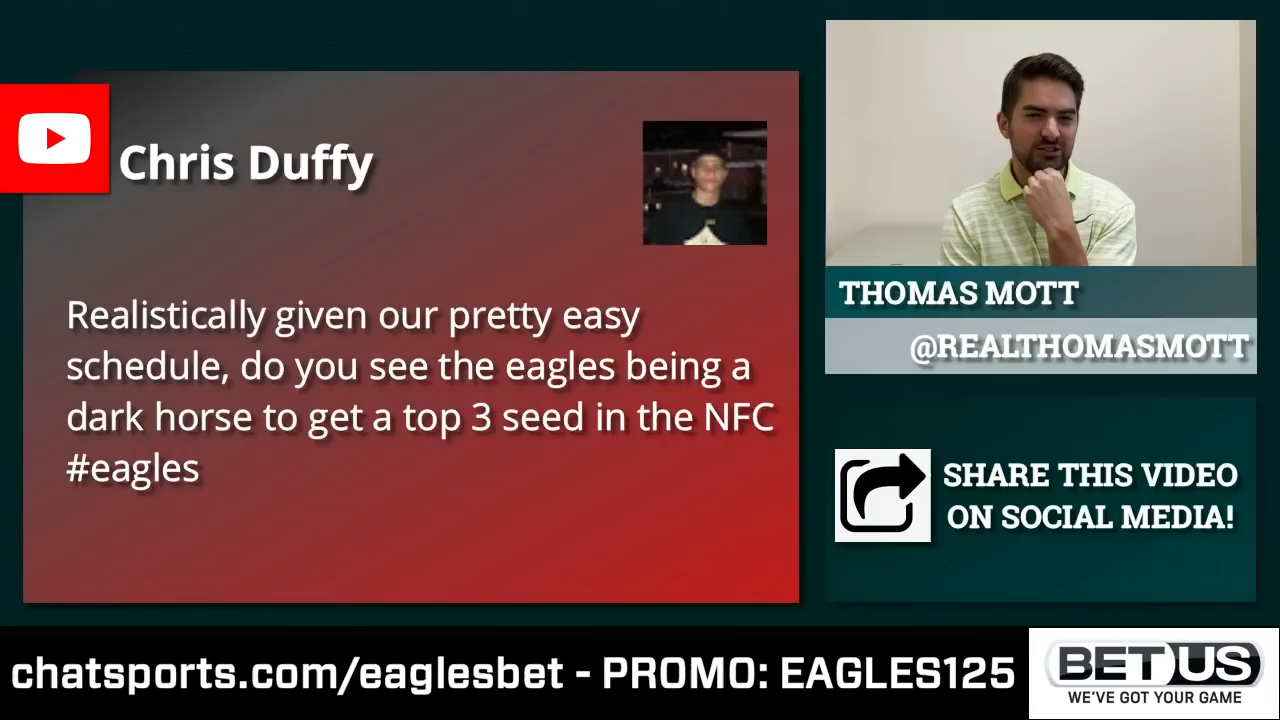 Chris Duffy
Realistically given our pretty easy
schedule, do you see the eagles being a
dark horse to get a top 3 seed in the NFC
#eagles
THOMAS MOTT
@REALTHOMASMOTT
SHARE THIS VIDEO
ON SOCIAL MEDIA!
chatsports.com/eaglesbet - PROMO: EAGLES125
BETUS
WE'VE GOT YOUR GAME